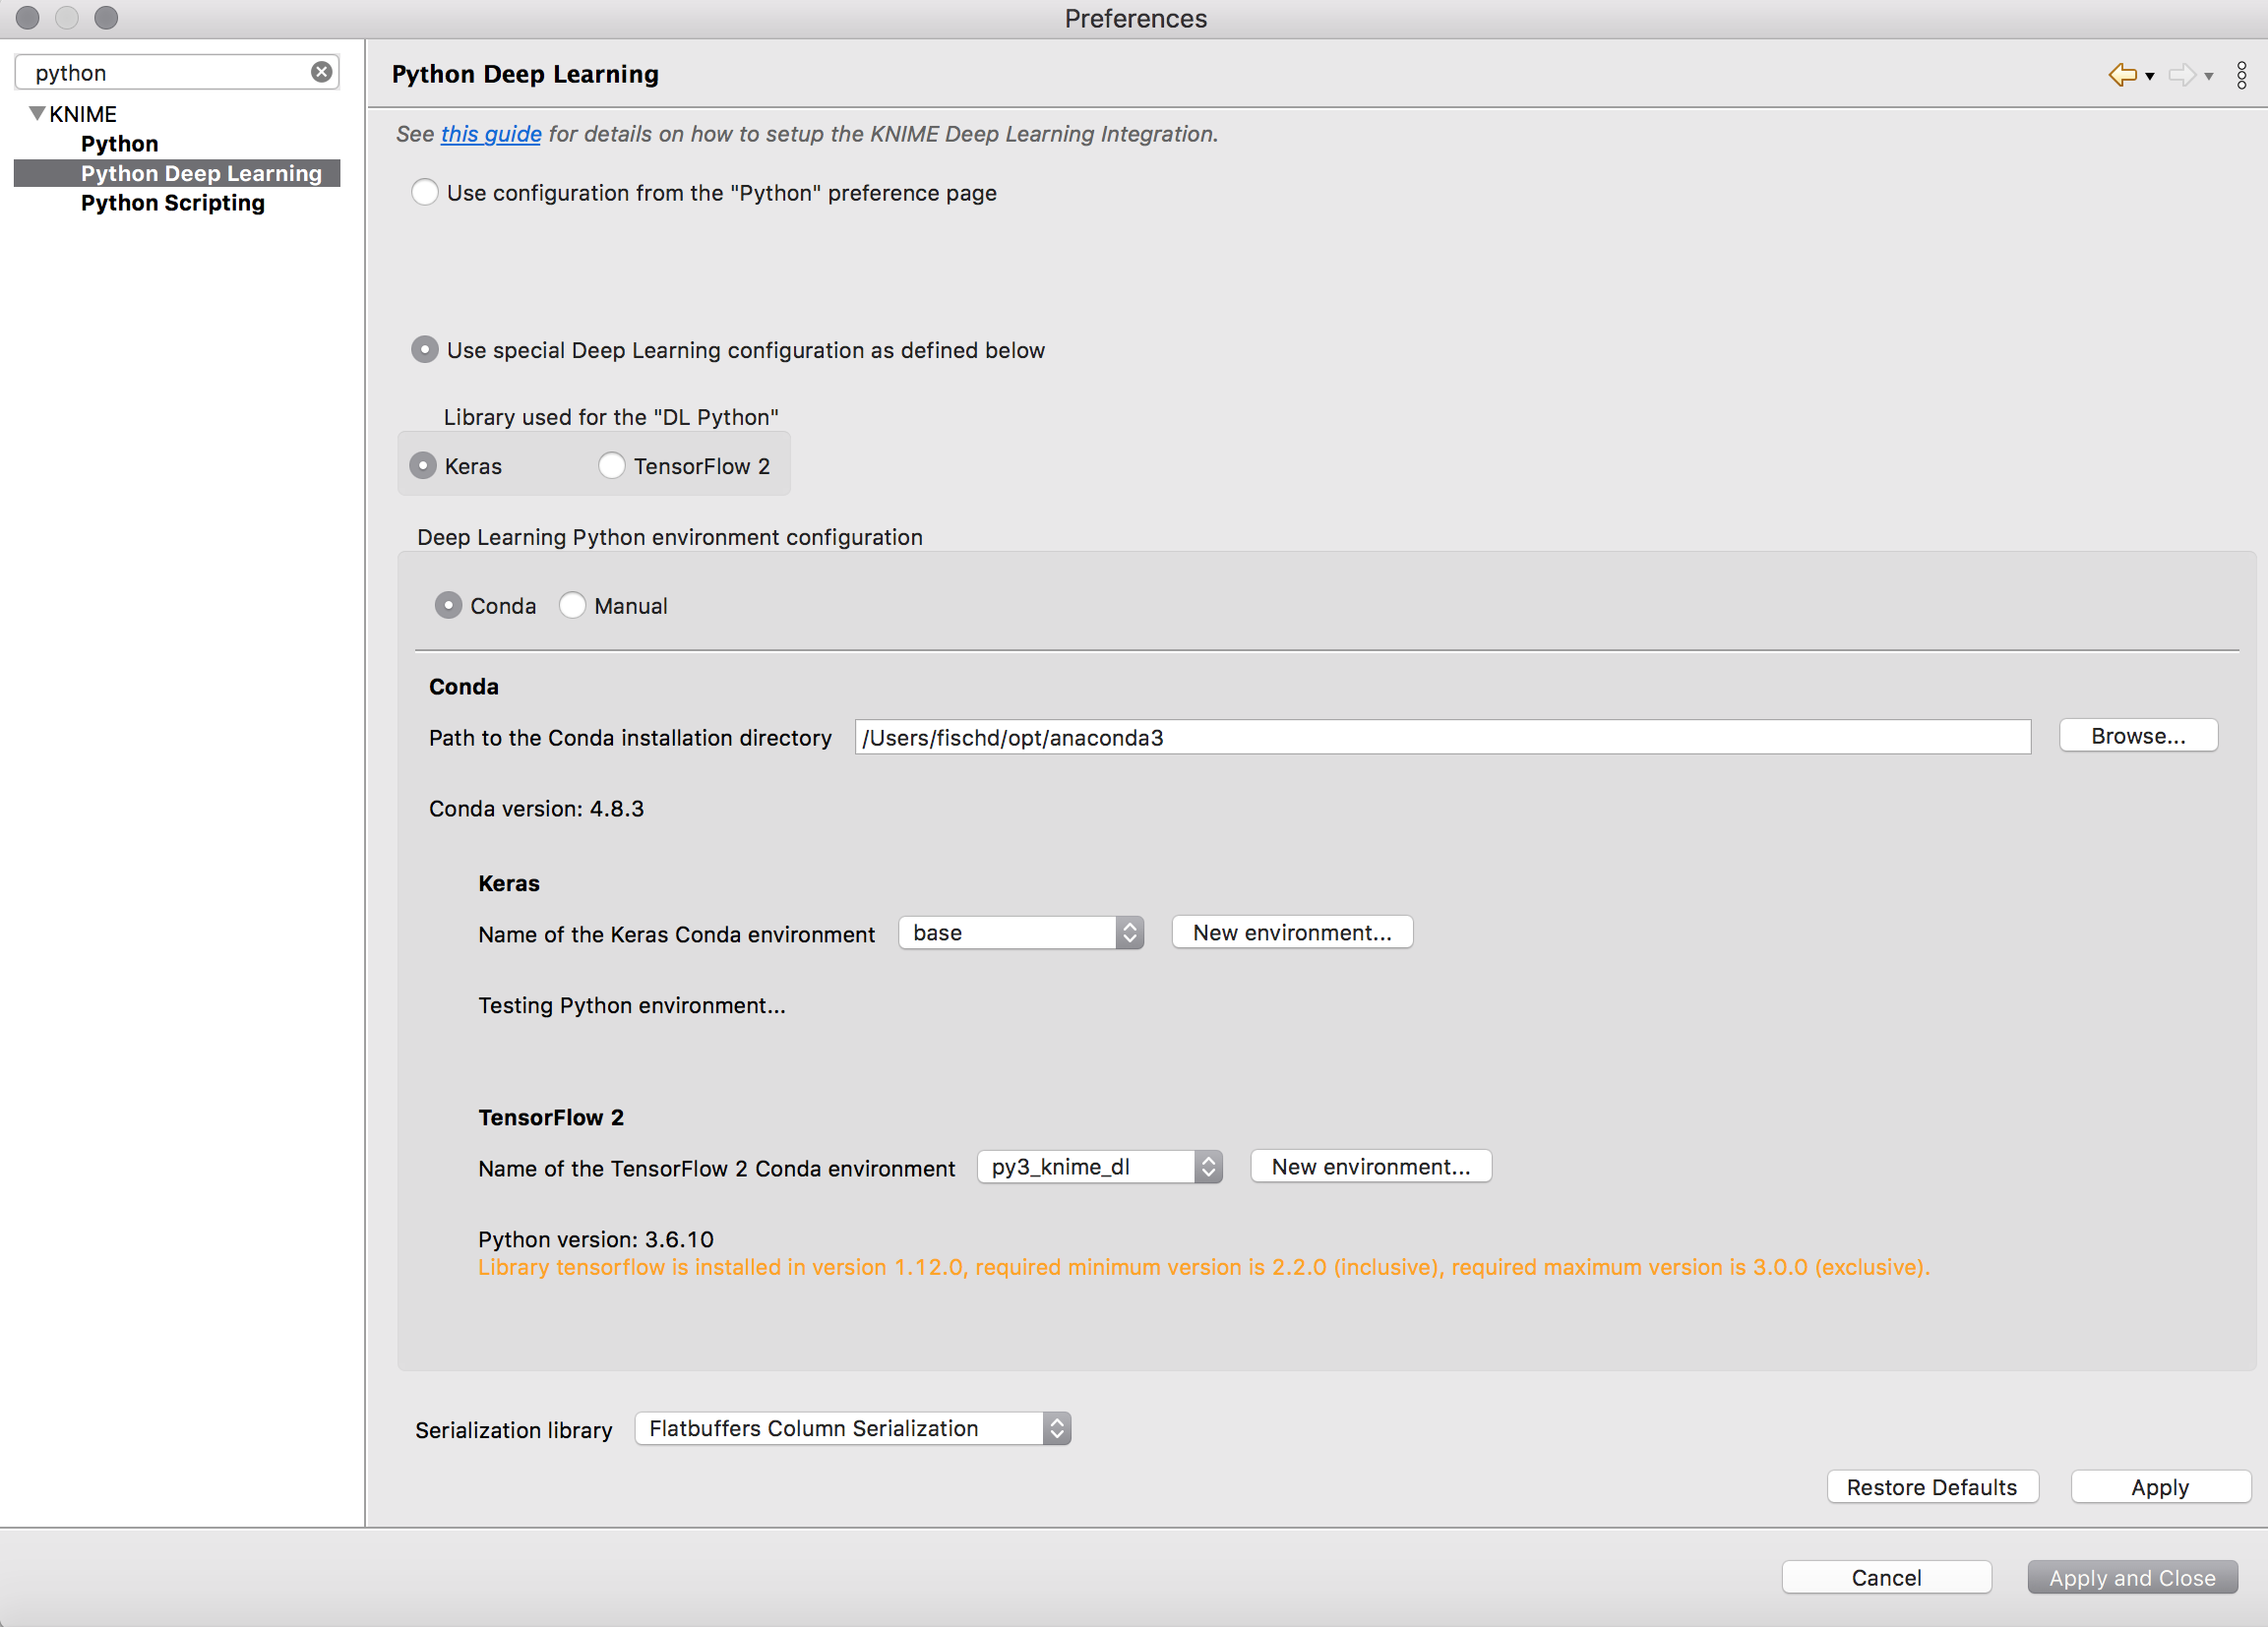 Preferences
python
KNIME
Python
Python Deep Learning
Python Scripting
Python Deep Learning
See this guide for details on how to setup the KNIME Deep Learning Integration.
Use configuration from the "Python" preference page
Use special Deep Learning configuration as defined below
Library used for the "DL Python"
Keras TensorFlow 2
Deep Learning Python environment configuration
Conda Manual
Conda
Path to the Conda installation directory /Users/fischd/opt/anaconda3 Browse...
Conda version: 4.8.3
Keras
Name of the Keras Conda environment base New environment...
Testing Python environment...
TensorFlow 2
Name of the TensorFlow 2 Conda environment py3_knime_dl New environment...
Python version: 3.6.10
Library tensorflow is installed in version 1.12.0, required minimum version is 2.2.0 (inclusive), required maximum version is 3.0.0 (exclusive).
Serialization library Flatbuffers Column Serialization
Restore Defaults Apply
Cancel Apply and Close